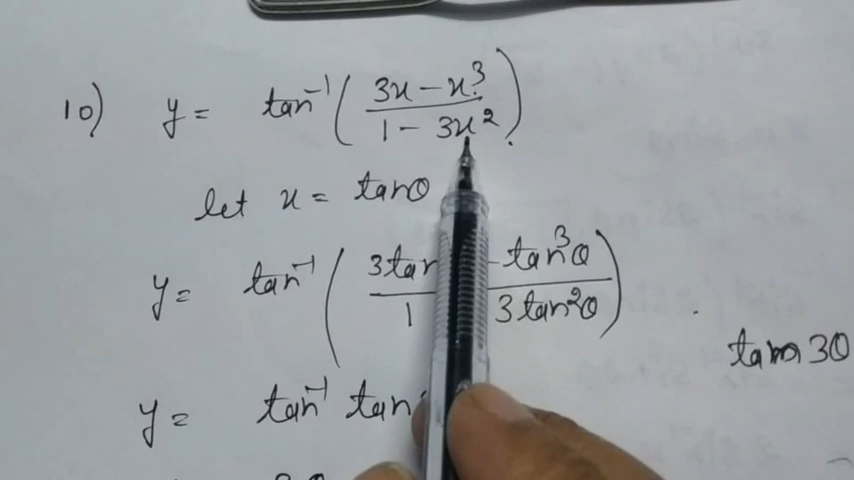 10) y = tan⁻¹ ( 3x − x³ / 1 − 3x² )
let x = tanθ
y = tan⁻¹ ( 3tan − tan³θ / 1 3tan²θ )
tan 3θ
y = tan⁻¹ tan